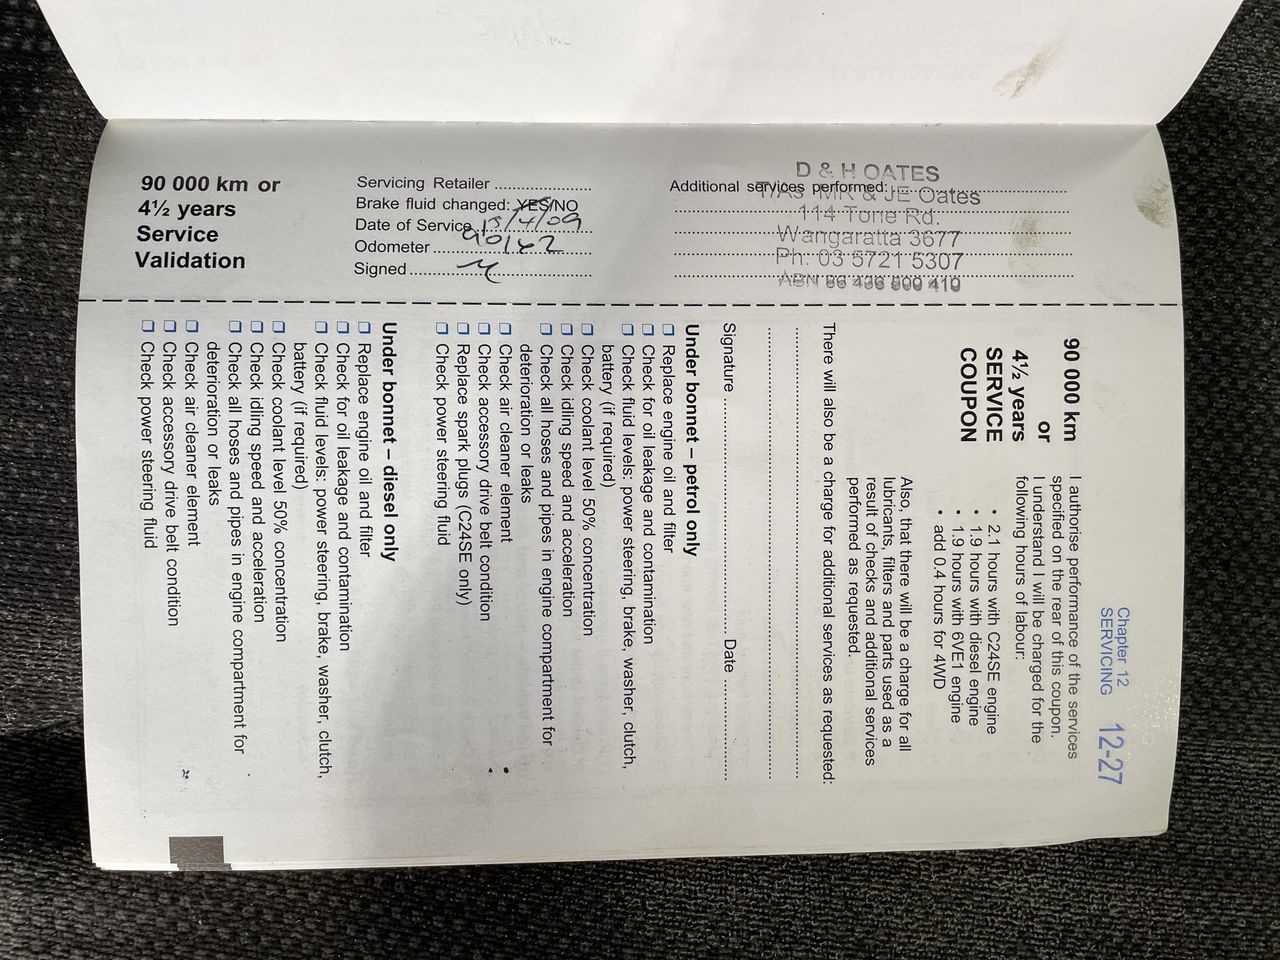 90 000 km or
4½ years
Service
Validation
Servicing Retailer
Brake fluid changed: YES/NO
Date of Service 15/4/09
Odometer 90142
Signed
Additional services performed:
D & H OATES
T/As MR & JE Oates
114 Tone Rd.
Wangaratta 3677
Ph: 03 5721 5307
ABN 86 436 800 410
Chapter 12
SERVICING 12-27
90 000 km
or
4½ years
SERVICE
COUPON
I authorise performance of the services
specified on the rear of this coupon.
I understand I will be charged for the
following hours of labour:
• 2.1 hours with C24SE engine
• 1.9 hours with diesel engine
• 1.9 hours with 6VE1 engine
• add 0.4 hours for 4WD
Also, that there will be a charge for all
lubricants, filters and parts used as a
result of checks and additional services
performed as requested.
There will also be a charge for additional services as requested:
Signature Date
Under bonnet – petrol only
❑ Replace engine oil and filter
❑ Check for oil leakage and contamination
❑ Check fluid levels: power steering, brake, washer, clutch,
battery (if required)
❑ Check coolant level 50% concentration
❑ Check idling speed and acceleration
❑ Check all hoses and pipes in engine compartment for
deterioration or leaks
❑ Check air cleaner element
❑ Check accessory drive belt condition
❑ Replace spark plugs (C24SE only)
❑ Check power steering fluid
Under bonnet – diesel only
❑ Replace engine oil and filter
❑ Check for oil leakage and contamination
❑ Check fluid levels: power steering, brake, washer, clutch,
battery (if required)
❑ Check coolant level 50% concentration
❑ Check idling speed and acceleration
❑ Check all hoses and pipes in engine compartment for
deterioration or leaks
❑ Check air cleaner element
❑ Check accessory drive belt condition
❑ Check power steering fluid